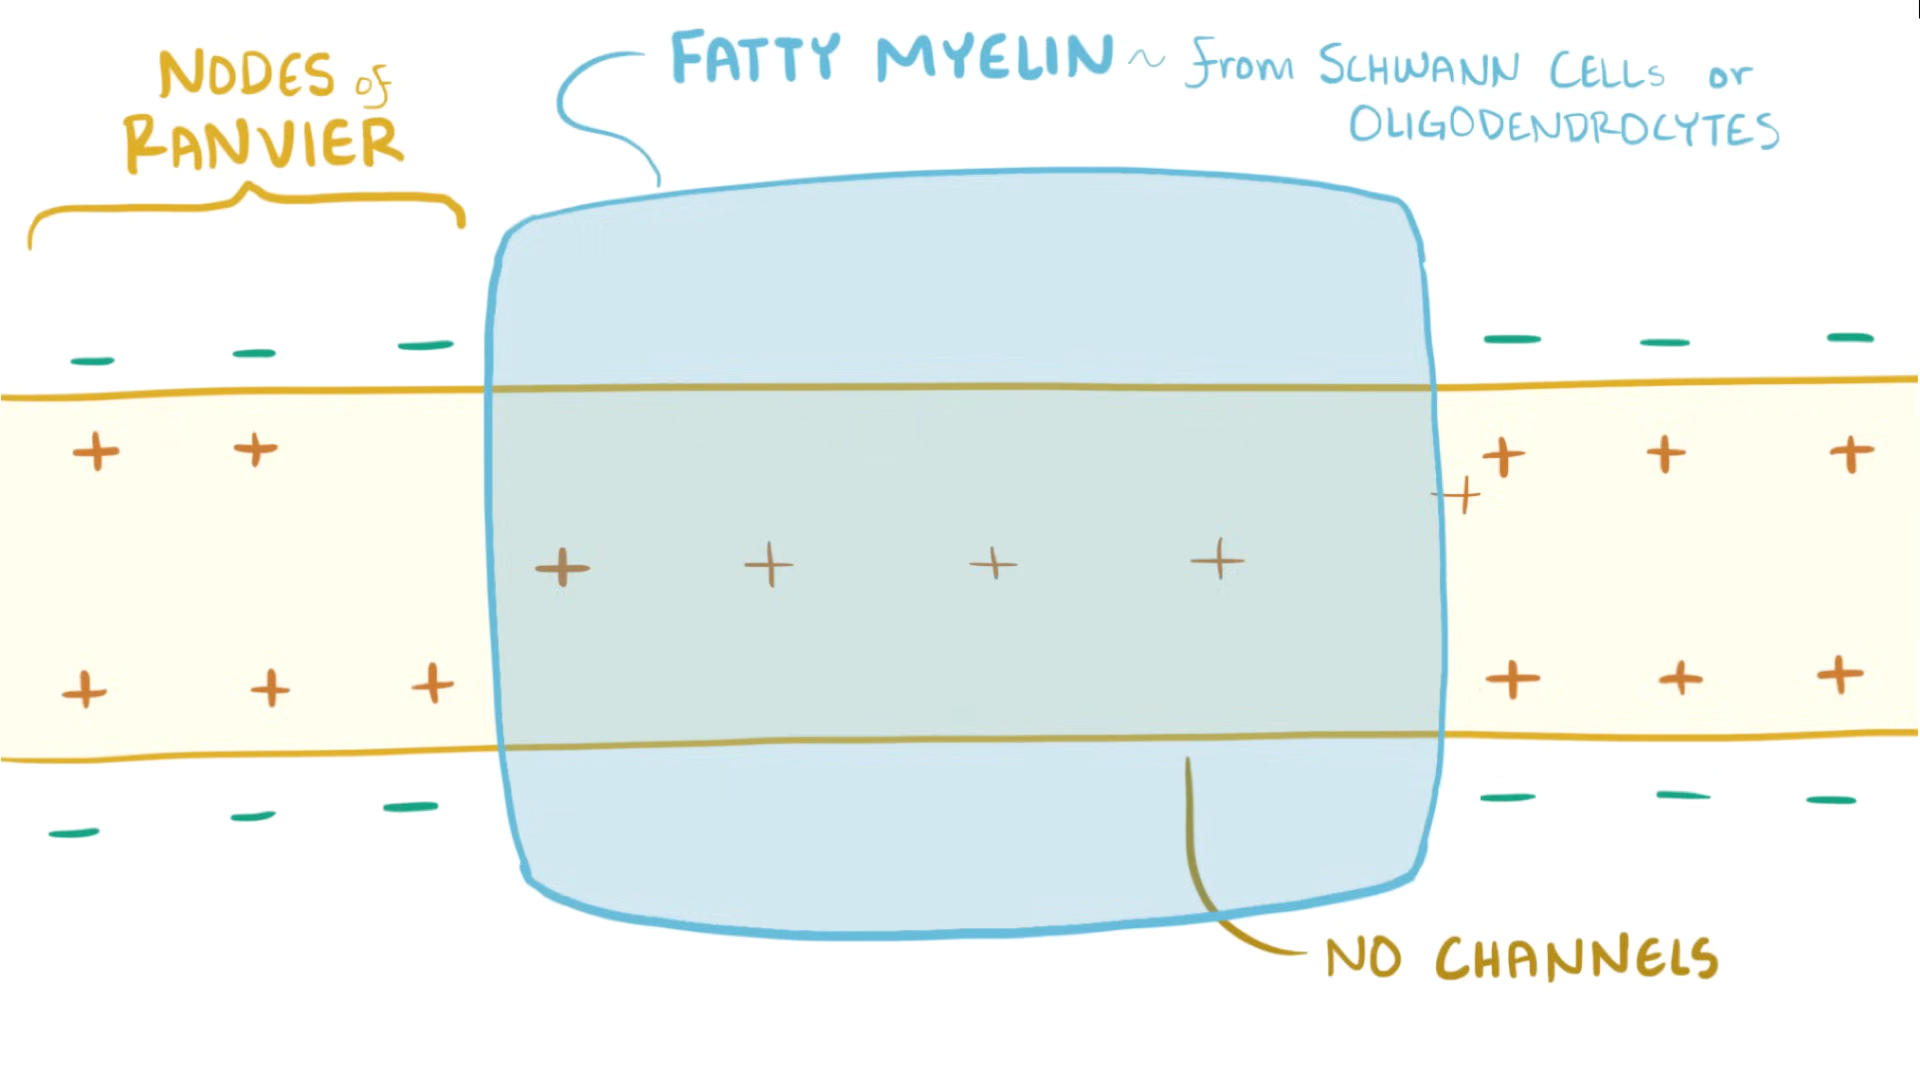 NODES of
RANVIER
FATTY MYELIN ~ from SCHWANN CELLS or
OLIGODENDROCYTES
NO CHANNELS